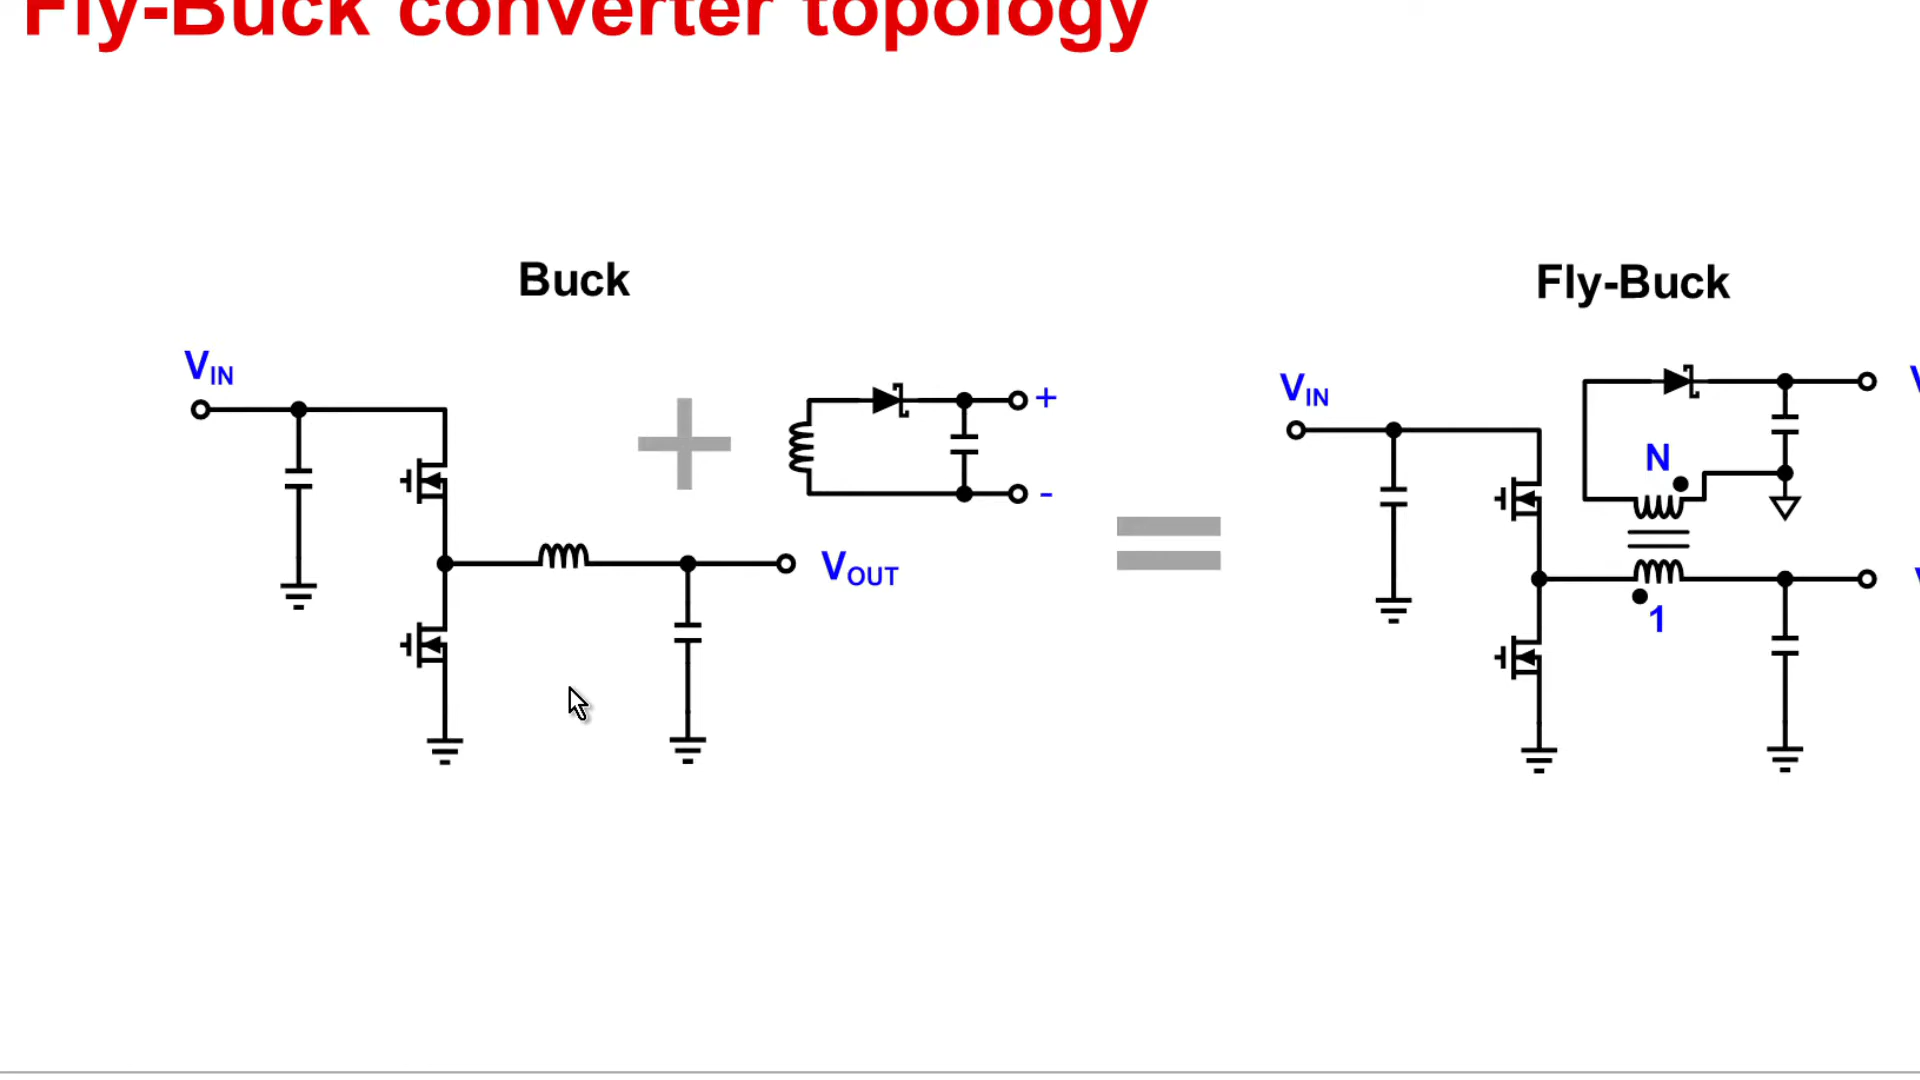 Fly-Buck converter topology
Buck
Fly-Buck
VIN
+
-
VOUT
VIN
N
1